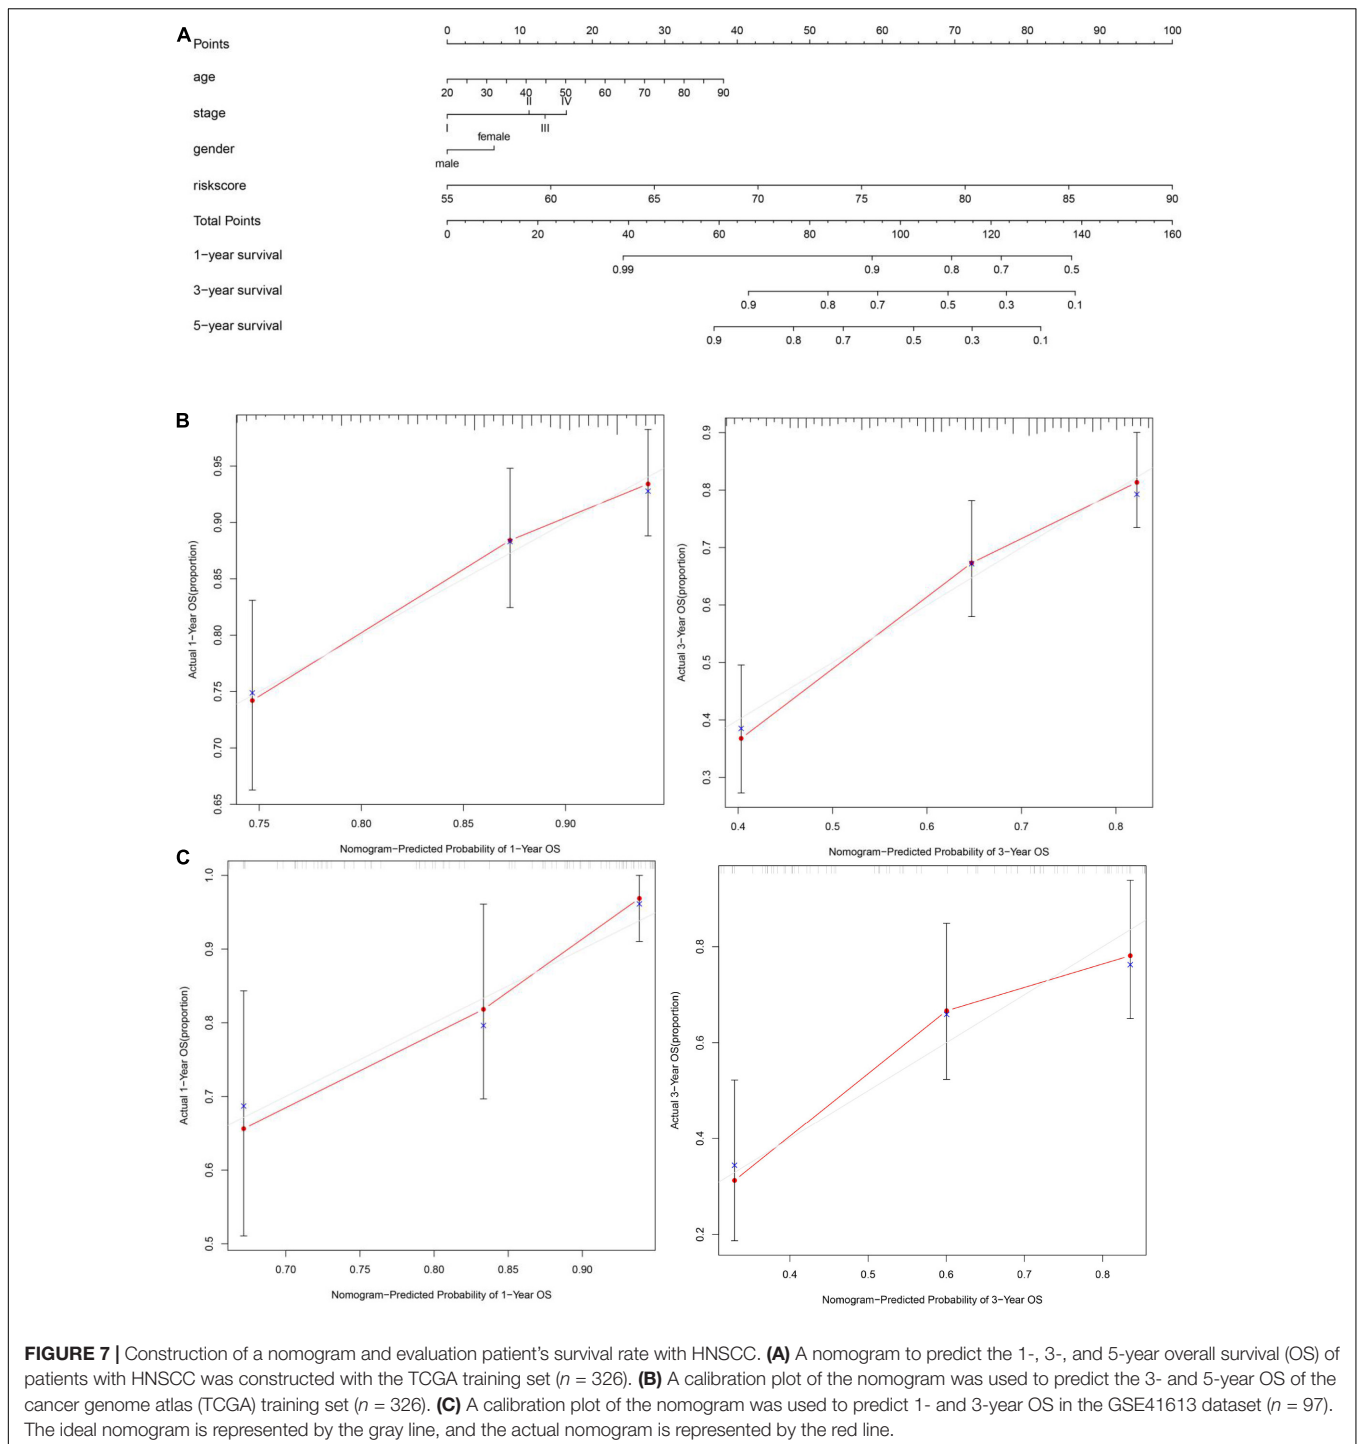 A
Points
0 10 20 30 40 50 60 70 80 90 100
age
20 30 40 50 60 70 80 90
stage
II IV
I III
gender
female
male
riskscore
55 60 65 70 75 80 85 90
Total Points
0 20 40 60 80 100 120 140 160
1−year survival
0.99 0.9 0.8 0.7 0.5
3−year survival
0.9 0.8 0.7 0.5 0.3 0.1
5−year survival
0.9 0.8 0.7 0.5 0.3 0.1
B
Actual 1−Year OS(proportion)
0.95
0.90
0.85
0.80
0.75
0.70
0.65
0.75 0.80 0.85 0.90
Nomogram−Predicted Probability of 1−Year OS
Actual 3−Year OS(proportion)
0.9
0.8
0.7
0.6
0.5
0.4
0.3
0.4 0.5 0.6 0.7 0.8
Nomogram−Predicted Probability of 3−Year OS
C
Actual 1−Year OS(proportion)
1.0
0.9
0.8
0.7
0.6
0.5
0.70 0.80 0.85 0.90
Nomogram−Predicted Probability of 1−Year OS
Actual 3−Year OS(proportion)
0.8
0.6
0.4
0.2
0.4 0.5 0.6 0.7 0.8
Nomogram−Predicted Probability of 3−Year OS
FIGURE 7 | Construction of a nomogram and evaluation patient's survival rate with HNSCC. (A) A nomogram to predict the 1-, 3-, and 5-year overall survival (OS) of
patients with HNSCC was constructed with the TCGA training set (n = 326). (B) A calibration plot of the nomogram was used to predict the 3- and 5-year OS of the
cancer genome atlas (TCGA) training set (n = 326). (C) A calibration plot of the nomogram was used to predict 1- and 3-year OS in the GSE41613 dataset (n = 97).
The ideal nomogram is represented by the gray line, and the actual nomogram is represented by the red line.